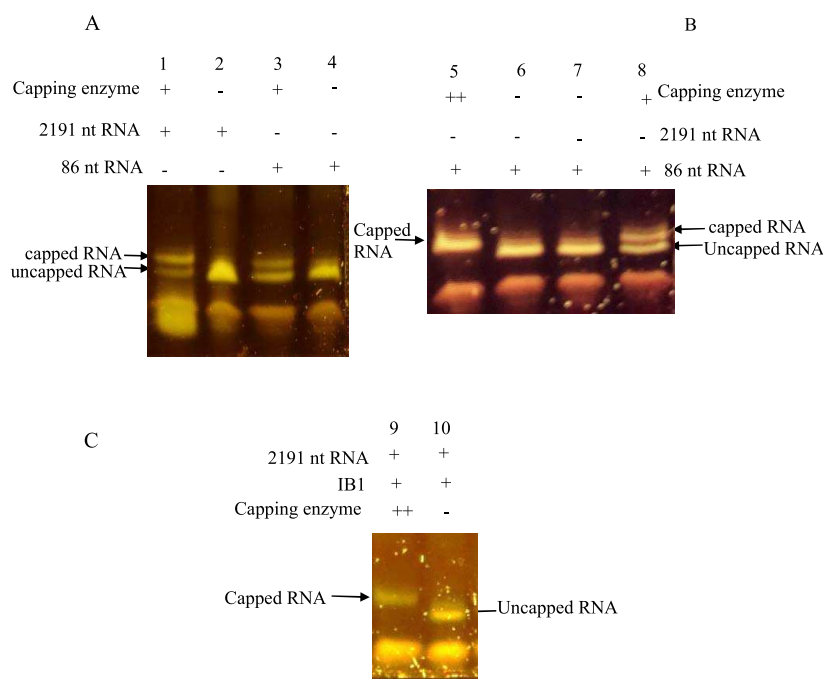 A
B
1 2 3 4
Capping enzyme + - + -
2191 nt RNA + + - -
86 nt RNA - - + +
capped RNA
uncapped RNA
5 6 7 8
++ - - + Capping enzyme
- - - - 2191 nt RNA
+ + + + 86 nt RNA
Capped
RNA
capped RNA
Uncapped RNA
C
9 10
2191 nt RNA + +
IB1 + +
Capping enzyme ++ -
Capped RNA
Uncapped RNA